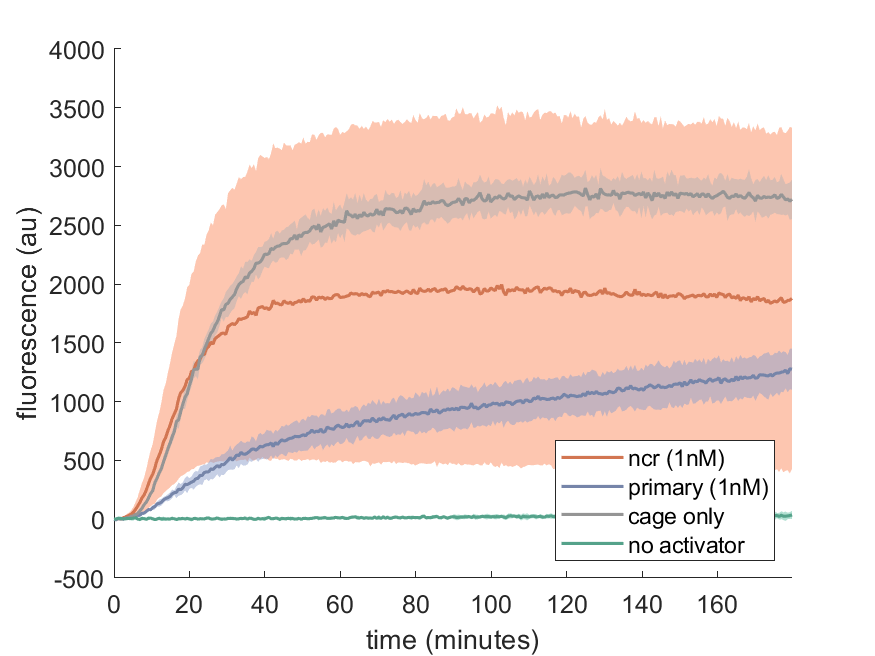 4000
3500
3000
2500
2000
1500
1000
500
0
-500
fluorescence (au)
ncr (1nM)
primary (1nM)
cage only
no activator
0 20 40 60 80 100 120 140 160
time (minutes)